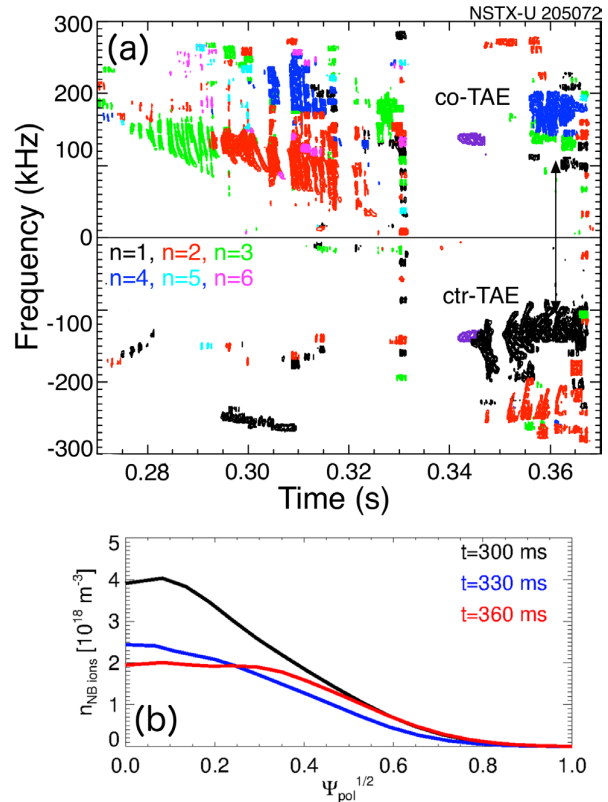 NSTX-U 205072
(a)
300
200
100
0
-100
-200
-300
Frequency (kHz)
co-TAE
n=1, n=2, n=3
n=4, n=5, n=6
ctr-TAE
0.28 0.30 0.32 0.34 0.36
Time (s)
5
4
3
2
1
0
n_NB ions [10^18 m^-3]
t=300 ms
t=330 ms
t=360 ms
(b)
0.0 0.2 0.4 0.6 0.8 1.0
Ψ_pol^1/2